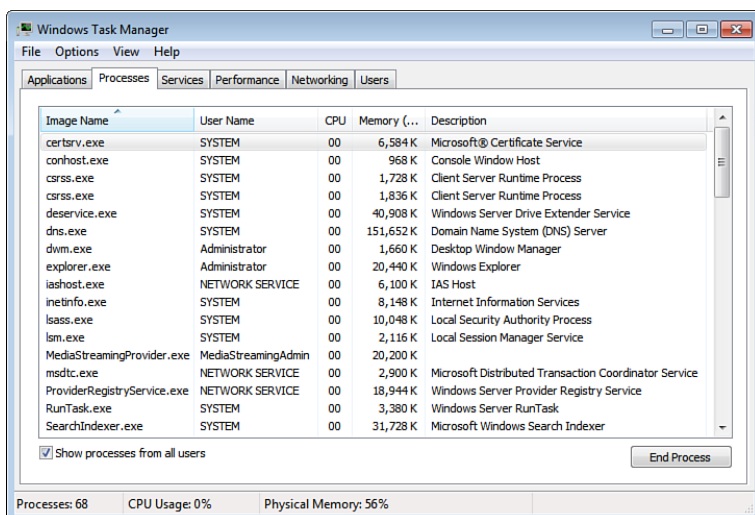 Windows Task Manager
File Options View Help
Applications Processes Services Performance Networking Users
Image Name User Name CPU Memory (... Description
certsrv.exe SYSTEM 00 6,584 K Microsoft® Certificate Service
conhost.exe SYSTEM 00 968 K Console Window Host
csrss.exe SYSTEM 00 1,728 K Client Server Runtime Process
csrss.exe SYSTEM 00 1,836 K Client Server Runtime Process
deservice.exe SYSTEM 00 40,908 K Windows Server Drive Extender Service
dns.exe SYSTEM 00 151,652 K Domain Name System (DNS) Server
dwm.exe Administrator 00 1,660 K Desktop Window Manager
explorer.exe Administrator 00 20,440 K Windows Explorer
iashost.exe NETWORK SERVICE 00 6,100 K IAS Host
inetinfo.exe SYSTEM 00 8,148 K Internet Information Services
lsass.exe SYSTEM 00 10,048 K Local Security Authority Process
lsm.exe SYSTEM 00 2,116 K Local Session Manager Service
MediaStreamingProvider.exe MediaStreamingAdmin 00 20,200 K
msdtc.exe NETWORK SERVICE 00 2,900 K Microsoft Distributed Transaction Coordinator Service
ProviderRegistryService.exe NETWORK SERVICE 00 18,944 K Windows Server Provider Registry Service
RunTask.exe SYSTEM 00 3,380 K Windows Server RunTask
SearchIndexer.exe SYSTEM 00 31,728 K Microsoft Windows Search Indexer
Show processes from all users End Process
Processes: 68 CPU Usage: 0% Physical Memory: 56%